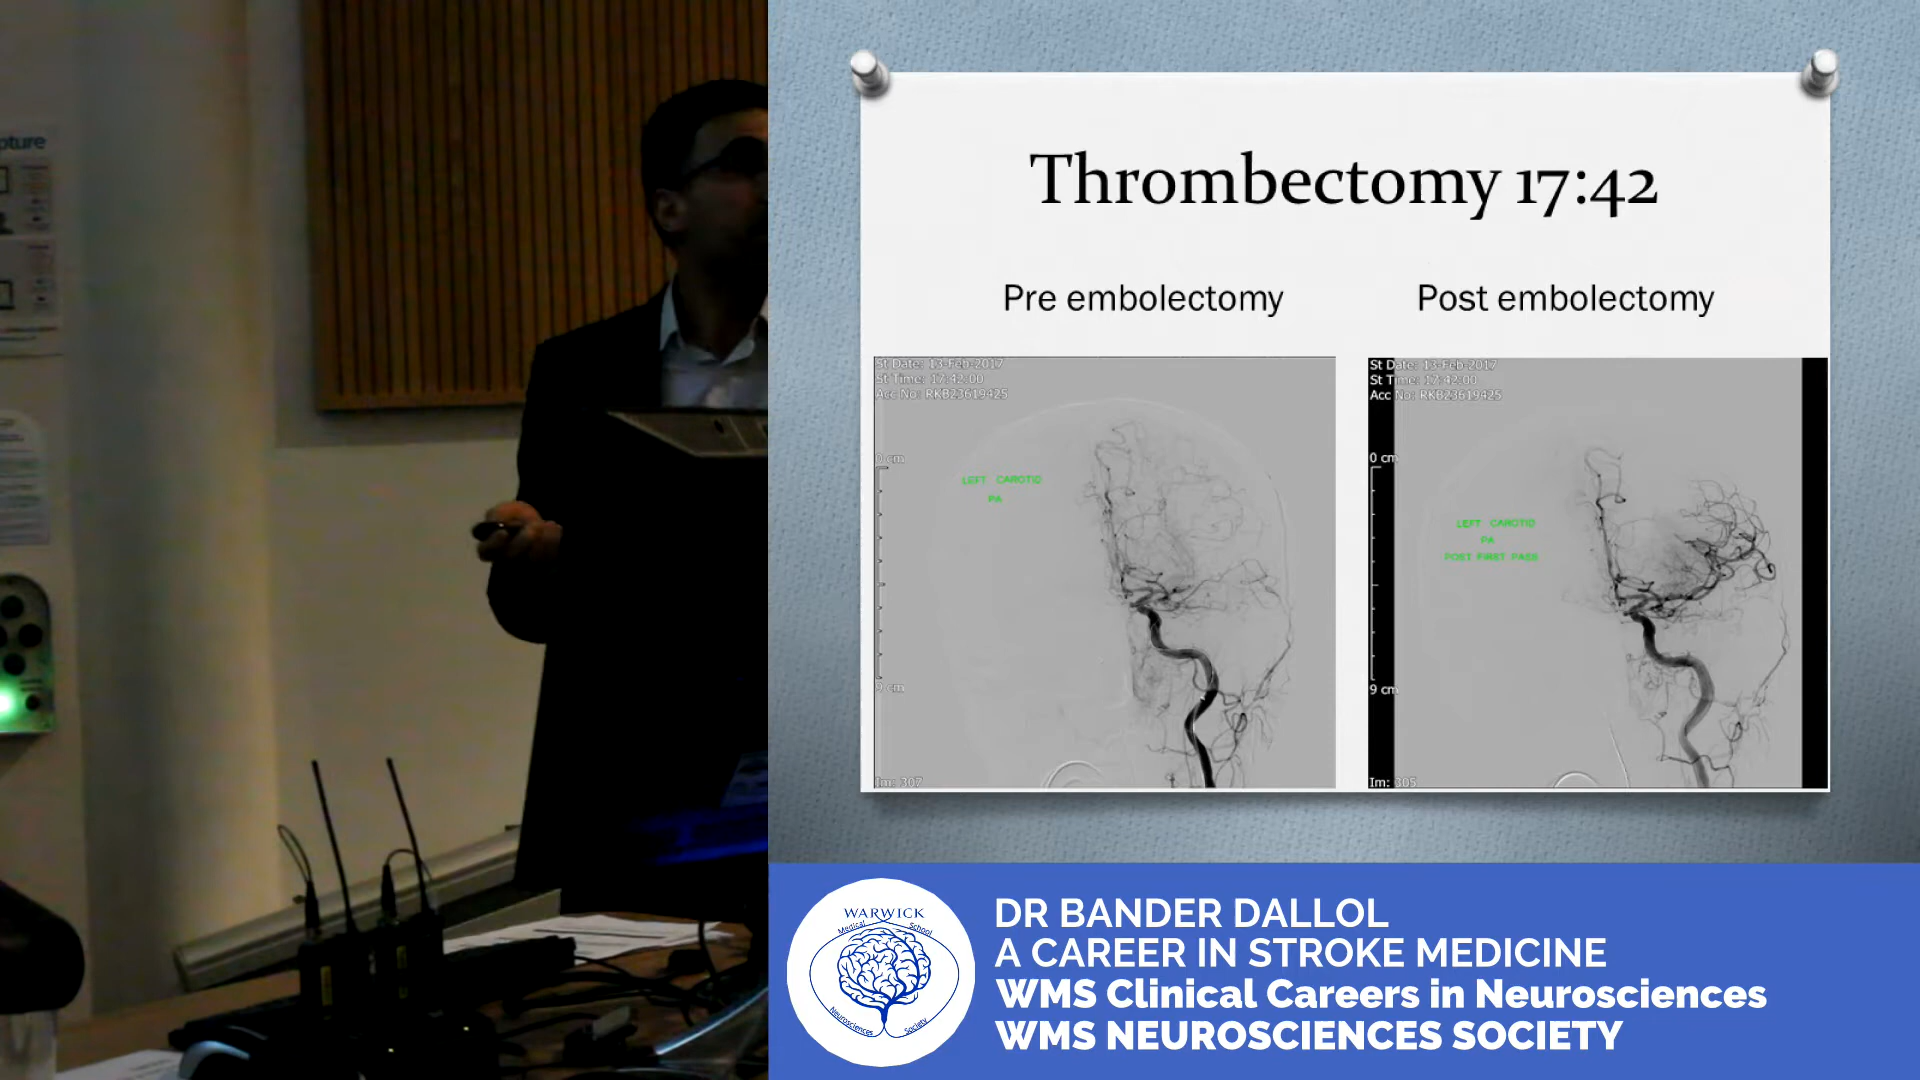 pture
Thrombectomy 17:42
Pre embolectomy
Post embolectomy
St Date: 13-Feb-2017
St Time: 17:42:00
Acc No: RKB23619425
0 cm
LEFT CAROTID
PA
9 cm
Im: 307
St Date: 13-Feb-2017
St Time: 17:42:00
Acc No: RKB23619425
0 cm
LEFT CAROTID
PA
POST FIRST PASS
9 cm
Im: 305
WARWICK
Medical School
Neurosciences Society
DR BANDER DALLOL
A CAREER IN STROKE MEDICINE
WMS Clinical Careers in Neurosciences
WMS NEUROSCIENCES SOCIETY